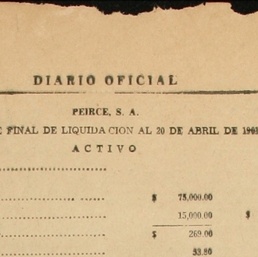 DIARIO OFICIAL
PEIRCE, S. A.
FINAL DE LIQUIDACION AL 20 DE ABRIL DE
ACTIVO
$ 75,000.00
15,000.00 $
$ 269.00
53.80